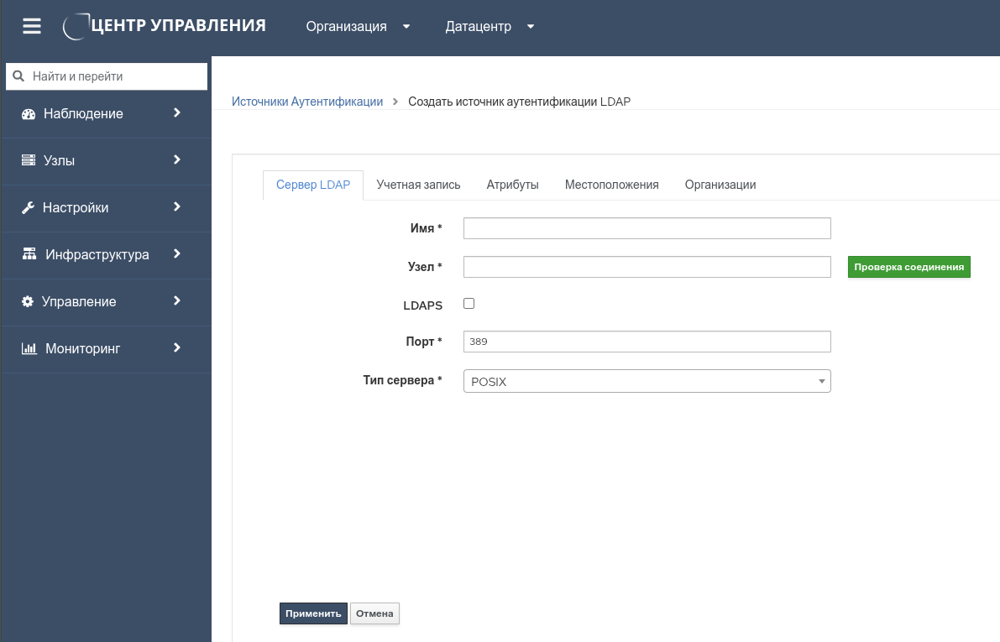 ЦЕНТР УПРАВЛЕНИЯ Организация Датацентр
Найти и перейти
Наблюдение
Узлы
Настройки
Инфраструктура
Управление
Мониторинг
Источники Аутентификации Создать источник аутентификации LDAP
Сервер LDAP Учетная запись Атрибуты Местоположения Организации
Имя *
Узел * Проверка соединения
LDAPS
Порт * 389
Тип сервера * POSIX
Применить Отмена